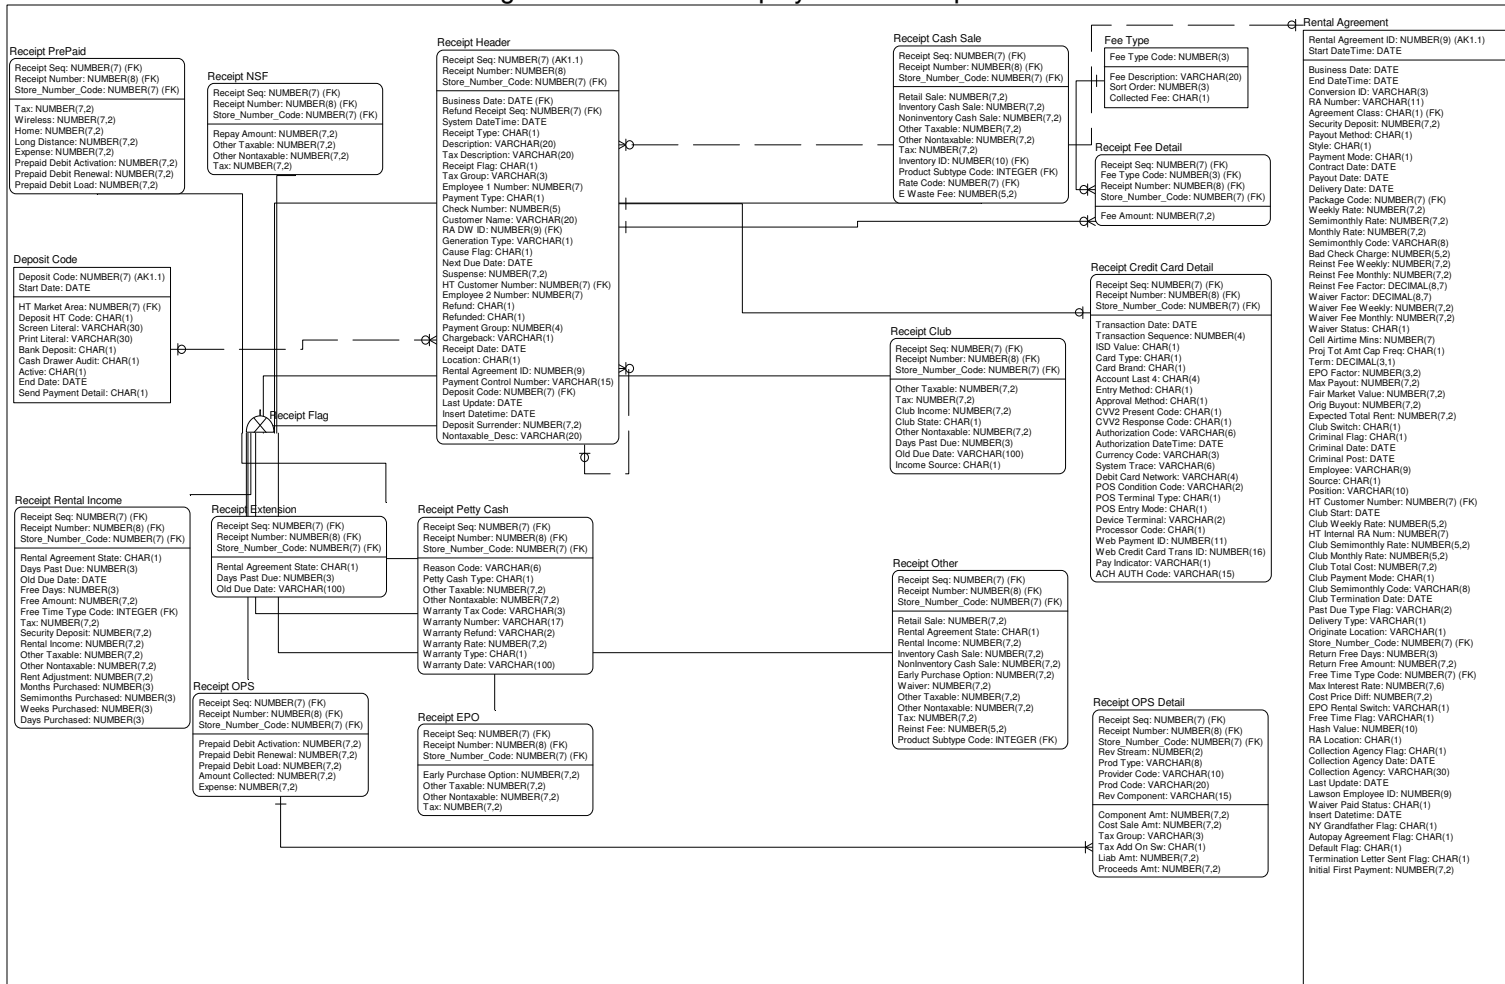 Receipt PrePaid
Receipt Seq: NUMBER(7) (FK)
Receipt Number: NUMBER(8) (FK)
Store_Number_Code: NUMBER(7) (FK)
Tax: NUMBER(7,2)
Wireless: NUMBER(7,2)
Home: NUMBER(7,2)
Long Distance: NUMBER(7,2)
Expense: NUMBER(7,2)
Prepaid Debit Activation: NUMBER(7,2)
Prepaid Debit Renewal: NUMBER(7,2)
Prepaid Debit Load: NUMBER(7,2)
Receipt NSF
Receipt Seq: NUMBER(7) (FK)
Receipt Number: NUMBER(8) (FK)
Store_Number_Code: NUMBER(7) (FK)
Repay Amount: NUMBER(7,2)
Other Taxable: NUMBER(7,2)
Other Nontaxable: NUMBER(7,2)
Tax: NUMBER(7,2)
Receipt Header
Receipt Seq: NUMBER(7) (AK1.1)
Receipt Number: NUMBER(8)
Store_Number_Code: NUMBER(7) (FK)
Business Date: DATE (FK)
Refund Receipt Seq: NUMBER(7) (FK)
System DateTime: DATE
Receipt Type: CHAR(1)
Description: VARCHAR(20)
Tax Description: VARCHAR(20)
Receipt Flag: CHAR(1)
Tax Group: VARCHAR(3)
Employee 1 Number: NUMBER(7)
Payment Type: CHAR(1)
Check Number: NUMBER(5)
Customer Name: VARCHAR(20)
RA DW ID: NUMBER(9) (FK)
Generation Type: VARCHAR(1)
Cause Flag: CHAR(1)
Next Due Date: DATE
Suspense: NUMBER(7,2)
HT Customer Number: NUMBER(7) (FK)
Employee 2 Number: NUMBER(7)
Refund: CHAR(1)
Refunded: CHAR(1)
Payment Group: NUMBER(4)
Chargeback: VARCHAR(1)
Receipt Date: DATE
Location: CHAR(1)
Rental Agreement ID: NUMBER(9)
Payment Control Number: VARCHAR(15)
Deposit Code: NUMBER(7) (FK)
Last Update: DATE
Insert Datetime: DATE
Deposit Surrender: NUMBER(7,2)
Nontaxable_Desc: VARCHAR(20)
Receipt Cash Sale
Receipt Seq: NUMBER(7) (FK)
Receipt Number: NUMBER(8) (FK)
Store_Number_Code: NUMBER(7) (FK)
Retail Sale: NUMBER(7,2)
Inventory Cash Sale: NUMBER(7,2)
Noninventory Cash Sale: NUMBER(7,2)
Other Taxable: NUMBER(7,2)
Other Nontaxable: NUMBER(7,2)
Tax: NUMBER(7,2)
Inventory ID: NUMBER(10) (FK)
Product Subtype Code: INTEGER (FK)
Rate Code: NUMBER(7) (FK)
E Waste Fee: NUMBER(5,2)
Fee Type
Fee Type Code: NUMBER(3)
Fee Description: VARCHAR(20)
Sort Order: NUMBER(3)
Collected Fee: CHAR(1)
Receipt Fee Detail
Receipt Seq: NUMBER(7) (FK)
Fee Type Code: NUMBER(3) (FK)
Receipt Number: NUMBER(8) (FK)
Store_Number_Code: NUMBER(7) (FK)
Fee Amount: NUMBER(7,2)
Rental Agreement
Rental Agreement ID: NUMBER(9) (AK1.1)
Start DateTime: DATE
Business Date: DATE
End DateTime: DATE
Conversion ID: VARCHAR(3)
RA Number: VARCHAR(11)
Agreement Class: CHAR(1) (FK)
Security Deposit: NUMBER(7,2)
Payout Method: CHAR(1)
Style: CHAR(1)
Payment Mode: CHAR(1)
Contract Date: DATE
Payout Date: DATE
Delivery Date: DATE
Package Code: NUMBER(7) (FK)
Weekly Rate: NUMBER(7,2)
Semimonthly Rate: NUMBER(7,2)
Monthly Rate: NUMBER(7,2)
Semimonthly Code: VARCHAR(8)
Bad Check Charge: NUMBER(5,2)
Reinst Fee Weekly: NUMBER(7,2)
Reinst Fee Monthly: NUMBER(7,2)
Reinst Fee Factor: DECIMAL(8,7)
Waiver Factor: DECIMAL(8,7)
Waiver Fee Weekly: NUMBER(7,2)
Waiver Fee Monthly: NUMBER(7,2)
Waiver Status: CHAR(1)
Cell Airtime Mins: NUMBER(7)
Proj Tot Amt Cap Freq: CHAR(1)
Term: DECIMAL(3,1)
EPO Factor: NUMBER(3,2)
Max Payout: NUMBER(7,2)
Fair Market Value: NUMBER(7,2)
Orig Buyout: NUMBER(7,2)
Expected Total Rent: NUMBER(7,2)
Club Switch: CHAR(1)
Criminal Flag: CHAR(1)
Criminal Date: DATE
Criminal Post: DATE
Employee: VARCHAR(9)
Source: CHAR(1)
Position: VARCHAR(10)
HT Customer Number: NUMBER(7) (FK)
Club Start: DATE
Club Weekly Rate: NUMBER(5,2)
HT Internal RA Num: NUMBER(7)
Club Semimonthly Rate: NUMBER(5,2)
Club Monthly Rate: NUMBER(5,2)
Club Total Cost: NUMBER(7,2)
Club Payment Mode: CHAR(1)
Club Semimonthly Code: VARCHAR(8)
Club Termination Date: DATE
Past Due Type Flag: VARCHAR(2)
Delivery Type: VARCHAR(1)
Originate Location: VARCHAR(1)
Store_Number_Code: NUMBER(7) (FK)
Return Free Days: NUMBER(3)
Return Free Amount: NUMBER(7,2)
Free Time Type Code: NUMBER(7) (FK)
Max Interest Rate: NUMBER(7,6)
Cost Price Diff: NUMBER(7,2)
EPO Rental Switch: VARCHAR(1)
Free Time Flag: VARCHAR(1)
Hash Value: NUMBER(10)
RA Location: CHAR(1)
Collection Agency Flag: CHAR(1)
Collection Agency Date: DATE
Collection Agency: VARCHAR(30)
Last Update: DATE
Lawson Employee ID: NUMBER(9)
Waiver Paid Status: CHAR(1)
Insert Datetime: DATE
NY Grandfather Flag: CHAR(1)
Autopay Agreement Flag: CHAR(1)
Default Flag: CHAR(1)
Termination Letter Sent Flag: CHAR(1)
Initial First Payment: NUMBER(7,2)
Deposit Code
Deposit Code: NUMBER(7) (AK1.1)
Start Date: DATE
HT Market Area: NUMBER(7) (FK)
Deposit HT Code: CHAR(1)
Screen Literal: VARCHAR(30)
Print Literal: VARCHAR(30)
Bank Deposit: CHAR(1)
Cash Drawer Audit: CHAR(1)
Active: CHAR(1)
End Date: DATE
Send Payment Detail: CHAR(1)
Receipt Flag
Receipt Club
Receipt Seq: NUMBER(7) (FK)
Receipt Number: NUMBER(8) (FK)
Store_Number_Code: NUMBER(7) (FK)
Other Taxable: NUMBER(7,2)
Tax: NUMBER(7,2)
Club Income: NUMBER(7,2)
Club State: CHAR(1)
Other Nontaxable: NUMBER(7,2)
Days Past Due: NUMBER(3)
Old Due Date: VARCHAR(100)
Income Source: CHAR(1)
Receipt Credit Card Detail
Receipt Seq: NUMBER(7) (FK)
Receipt Number: NUMBER(8) (FK)
Store_Number_Code: NUMBER(7) (FK)
Transaction Date: DATE
Transaction Sequence: NUMBER(4)
ISD Value: CHAR(1)
Card Type: CHAR(1)
Card Brand: CHAR(1)
Account Last 4: CHAR(4)
Entry Method: CHAR(1)
Approval Method: CHAR(1)
CVV2 Present Code: CHAR(1)
CVV2 Response Code: CHAR(1)
Authorization Code: VARCHAR(6)
Authorization DateTime: DATE
Currency Code: VARCHAR(3)
System Trace: VARCHAR(6)
Debit Card Network: VARCHAR(4)
POS Condition Code: VARCHAR(2)
POS Terminal Type: CHAR(1)
POS Entry Mode: CHAR(1)
Device Terminal: VARCHAR(2)
Processor Code: CHAR(1)
Web Payment ID: NUMBER(11)
Web Credit Card Trans ID: NUMBER(16)
Pay Indicator: VARCHAR(1)
ACH AUTH Code: VARCHAR(15)
Receipt Rental Income
Receipt Seq: NUMBER(7) (FK)
Receipt Number: NUMBER(8) (FK)
Store_Number_Code: NUMBER(7) (FK)
Rental Agreement State: CHAR(1)
Days Past Due: NUMBER(3)
Old Due Date: DATE
Free Days: NUMBER(3)
Free Amount: NUMBER(7,2)
Free Time Type Code: INTEGER (FK)
Tax: NUMBER(7,2)
Security Deposit: NUMBER(7,2)
Rental Income: NUMBER(7,2)
Other Taxable: NUMBER(7,2)
Other Nontaxable: NUMBER(7,2)
Rent Adjustment: NUMBER(7,2)
Months Purchased: NUMBER(3)
Semimonths Purchased: NUMBER(3)
Weeks Purchased: NUMBER(3)
Days Purchased: NUMBER(3)
Receipt Extension
Receipt Seq: NUMBER(7) (FK)
Receipt Number: NUMBER(8) (FK)
Store_Number_Code: NUMBER(7) (FK)
Rental Agreement State: CHAR(1)
Days Past Due: NUMBER(3)
Old Due Date: VARCHAR(100)
Receipt Petty Cash
Receipt Seq: NUMBER(7) (FK)
Receipt Number: NUMBER(8) (FK)
Store_Number_Code: NUMBER(7) (FK)
Reason Code: VARCHAR(6)
Petty Cash Type: CHAR(1)
Other Taxable: NUMBER(7,2)
Other Nontaxable: NUMBER(7,2)
Warranty Tax Code: VARCHAR(3)
Warranty Number: VARCHAR(17)
Warranty Refund: VARCHAR(2)
Warranty Rate: NUMBER(7,2)
Warranty Type: CHAR(1)
Warranty Date: VARCHAR(100)
Receipt Other
Receipt Seq: NUMBER(7) (FK)
Receipt Number: NUMBER(8) (FK)
Store_Number_Code: NUMBER(7) (FK)
Retail Sale: NUMBER(7,2)
Rental Agreement State: CHAR(1)
Rental Income: NUMBER(7,2)
Inventory Cash Sale: NUMBER(7,2)
NonInventory Cash Sale: NUMBER(7,2)
Early Purchase Option: NUMBER(7,2)
Waiver: NUMBER(7,2)
Other Taxable: NUMBER(7,2)
Other Nontaxable: NUMBER(7,2)
Tax: NUMBER(7,2)
Reinst Fee: NUMBER(5,2)
Product Subtype Code: INTEGER (FK)
Receipt OPS
Receipt Seq: NUMBER(7) (FK)
Receipt Number: NUMBER(8) (FK)
Store_Number_Code: NUMBER(7) (FK)
Prepaid Debit Activation: NUMBER(7,2)
Prepaid Debit Renewal: NUMBER(7,2)
Prepaid Debit Load: NUMBER(7,2)
Amount Collected: NUMBER(7,2)
Expense: NUMBER(7,2)
Receipt EPO
Receipt Seq: NUMBER(7) (FK)
Receipt Number: NUMBER(8) (FK)
Store_Number_Code: NUMBER(7) (FK)
Early Purchase Option: NUMBER(7,2)
Other Taxable: NUMBER(7,2)
Other Nontaxable: NUMBER(7,2)
Tax: NUMBER(7,2)
Receipt OPS Detail
Receipt Seq: NUMBER(7) (FK)
Receipt Number: NUMBER(8) (FK)
Store_Number_Code: NUMBER(7) (FK)
Rev Stream: NUMBER(2)
Prod Type: VARCHAR(8)
Provider Code: VARCHAR(10)
Prod Code: VARCHAR(20)
Rev Component: VARCHAR(15)
Component Amt: NUMBER(7,2)
Cost Sale Amt: NUMBER(7,2)
Tax Group: VARCHAR(3)
Tax Add On Sw: CHAR(1)
Liab Amt: NUMBER(7,2)
Proceeds Amt: NUMBER(7,2)